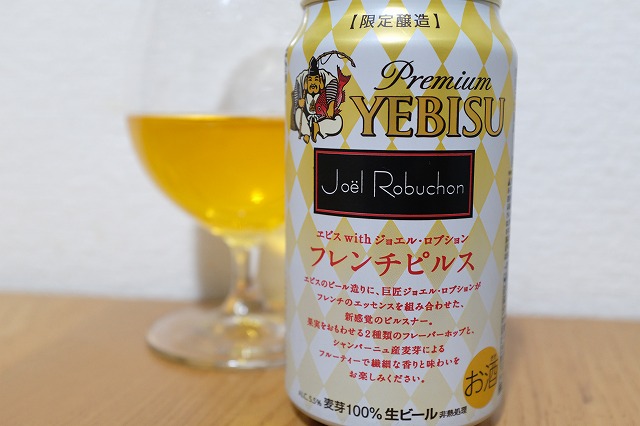 【限定醸造】
Premium
YEBISU
Joël Robuchon
ヱビス with ジョエル・ロブション
フレンチピルス
ヱビスのビール造りに、巨匠ジョエル・ロブションが
フレンチのエッセンスを組み合わせた、
新感覚のピルスナー。
果実をおもわせる2種類のフレーバーホップと、
シャンパーニュ産麦芽による
フルーティーで繊細な香りと味わいを
お楽しみください。
お酒
ALC.5.5% 麦芽100% 生ビール 非熱処理